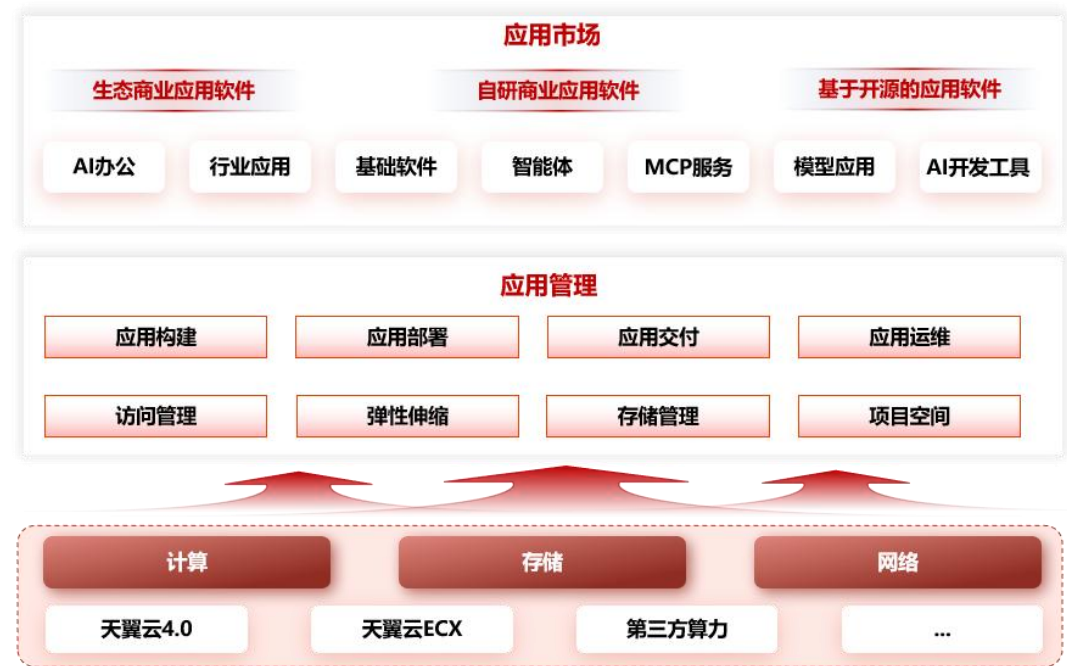 应用市场
生态商业应用软件
自研商业应用软件
基于开源的应用软件
AI办公
行业应用
基础软件
智能体
MCP服务
模型应用
AI开发工具
应用管理
应用构建
应用部署
应用交付
应用运维
访问管理
弹性伸缩
存储管理
项目空间
计算
存储
网络
天翼云4.0
天翼云ECX
第三方算力
...